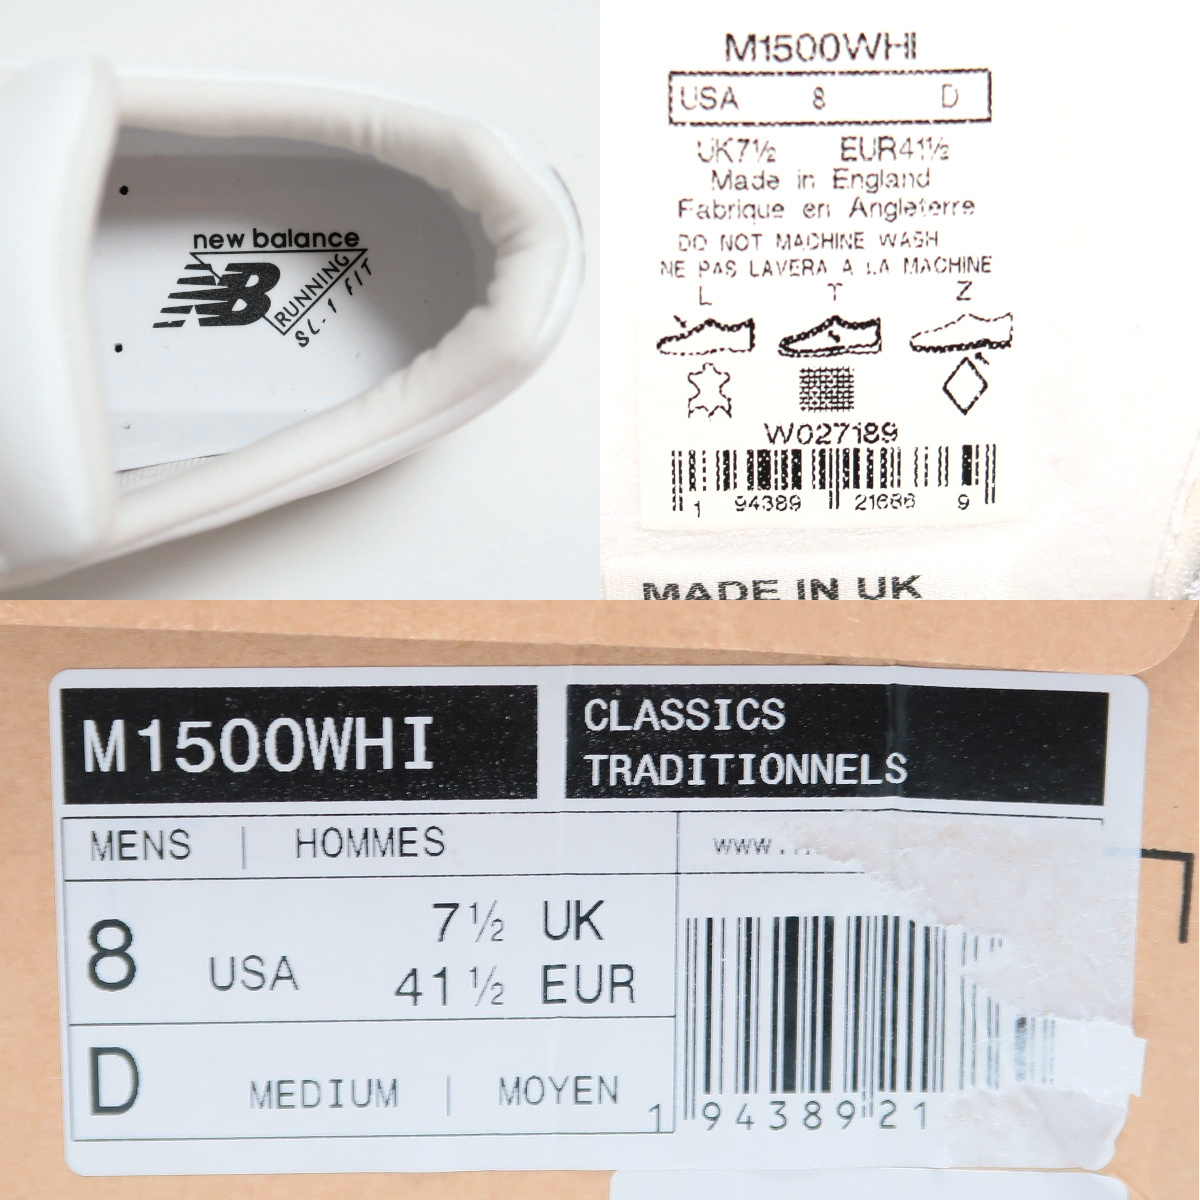 new balance
NB
RUNNING
SL-1 FIT
M1500WHI
USA 8 D
UK7½ EUR41½
Made in England
Fabrique en Angleterre
DO NOT MACHINE WASH
NE PAS LAVERA A LA MACHINE
L T Z
W027189
1 94389 21686 9
MADE IN UK
M1500WHI
CLASSICS
TRADITIONNELS
MENS | HOMMES
www.
8 USA 7½ UK
41½ EUR
D MEDIUM | MOYEN
1 94389 21